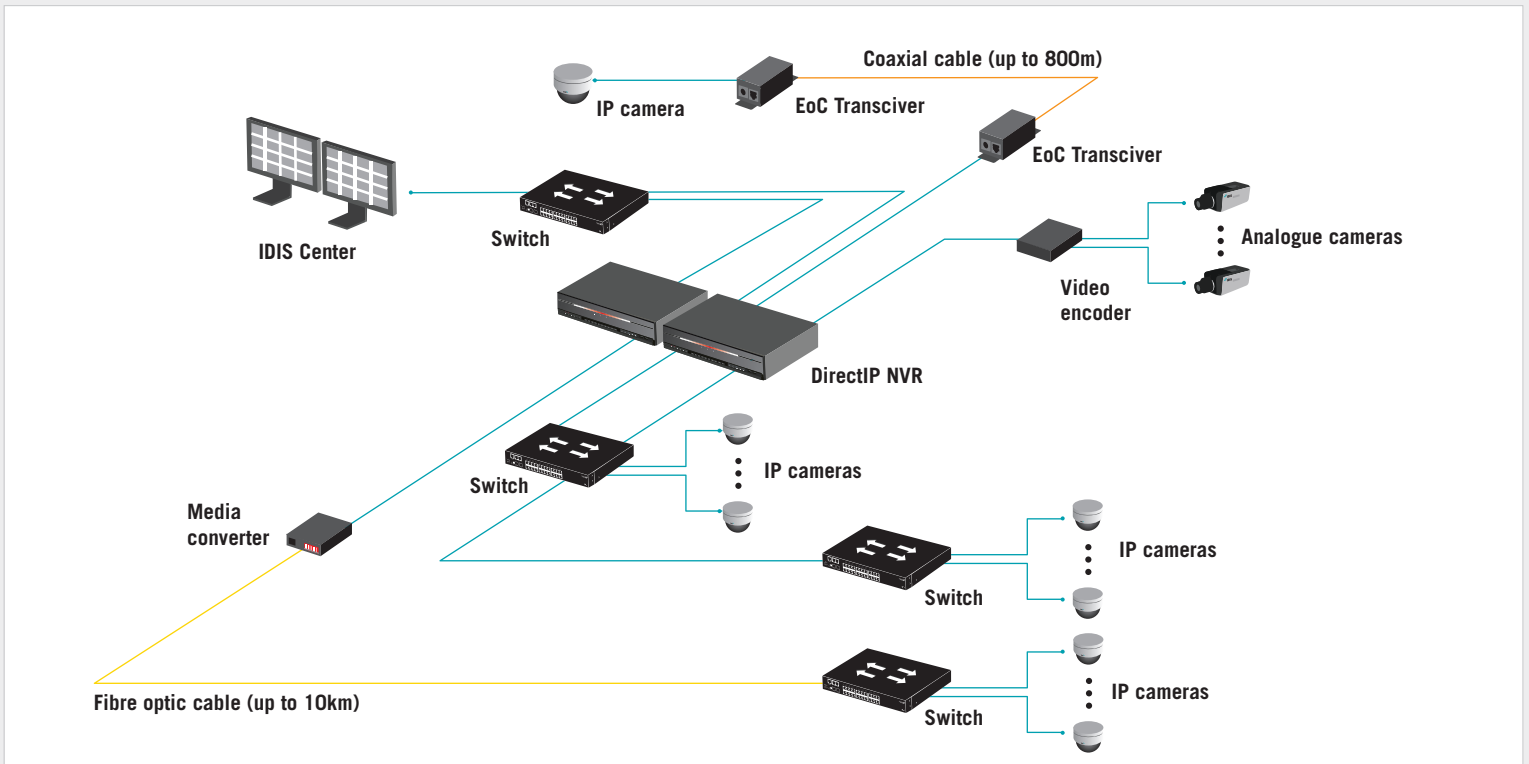 Coaxial cable (up to 800m)
IP camera
EoC Transciver
EoC Transciver
IDIS Center
Switch
Analogue cameras
Video
encoder
DirectIP NVR
Switch
IP cameras
Media
converter
IP cameras
Switch
Fibre optic cable (up to 10km)
IP cameras
Switch